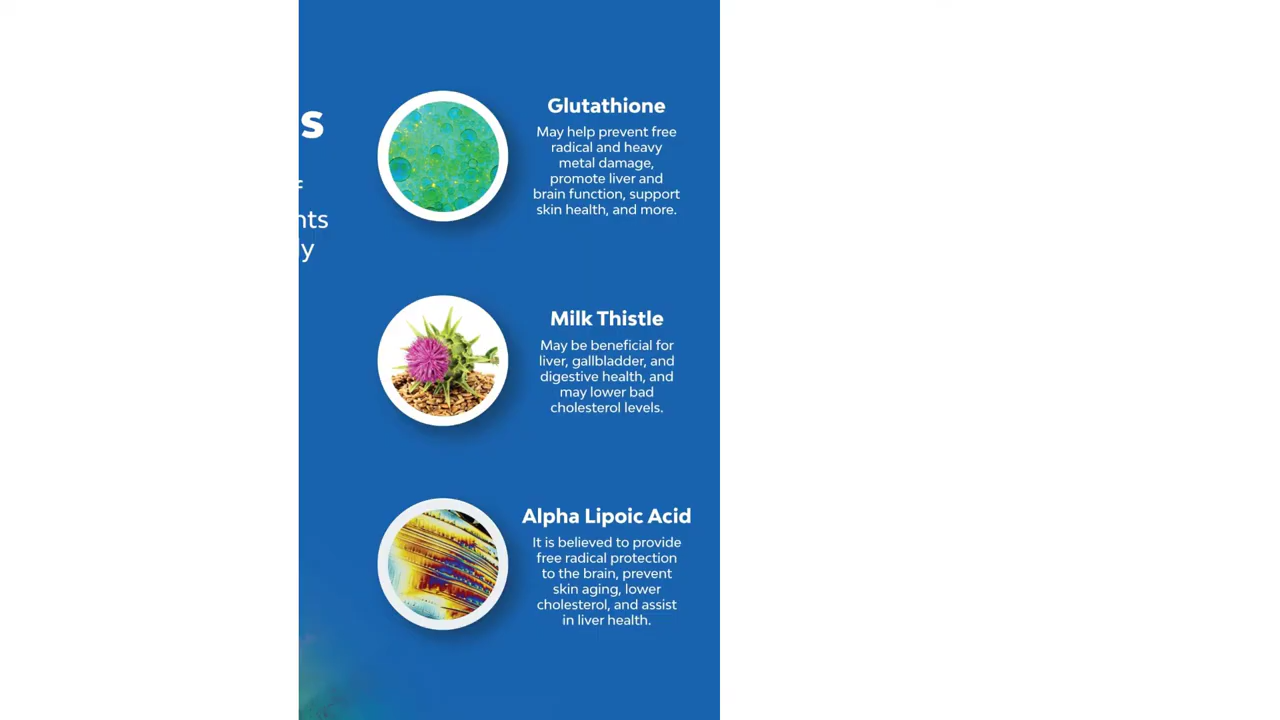 s
nts
y
Glutathione
May help prevent free
radical and heavy
metal damage,
promote liver and
brain function, support
skin health, and more.
Milk Thistle
May be beneficial for
liver, gallbladder, and
digestive health, and
may lower bad
cholesterol levels.
Alpha Lipoic Acid
It is believed to provide
free radical protection
to the brain, prevent
skin aging, lower
cholesterol, and assist
in liver health.